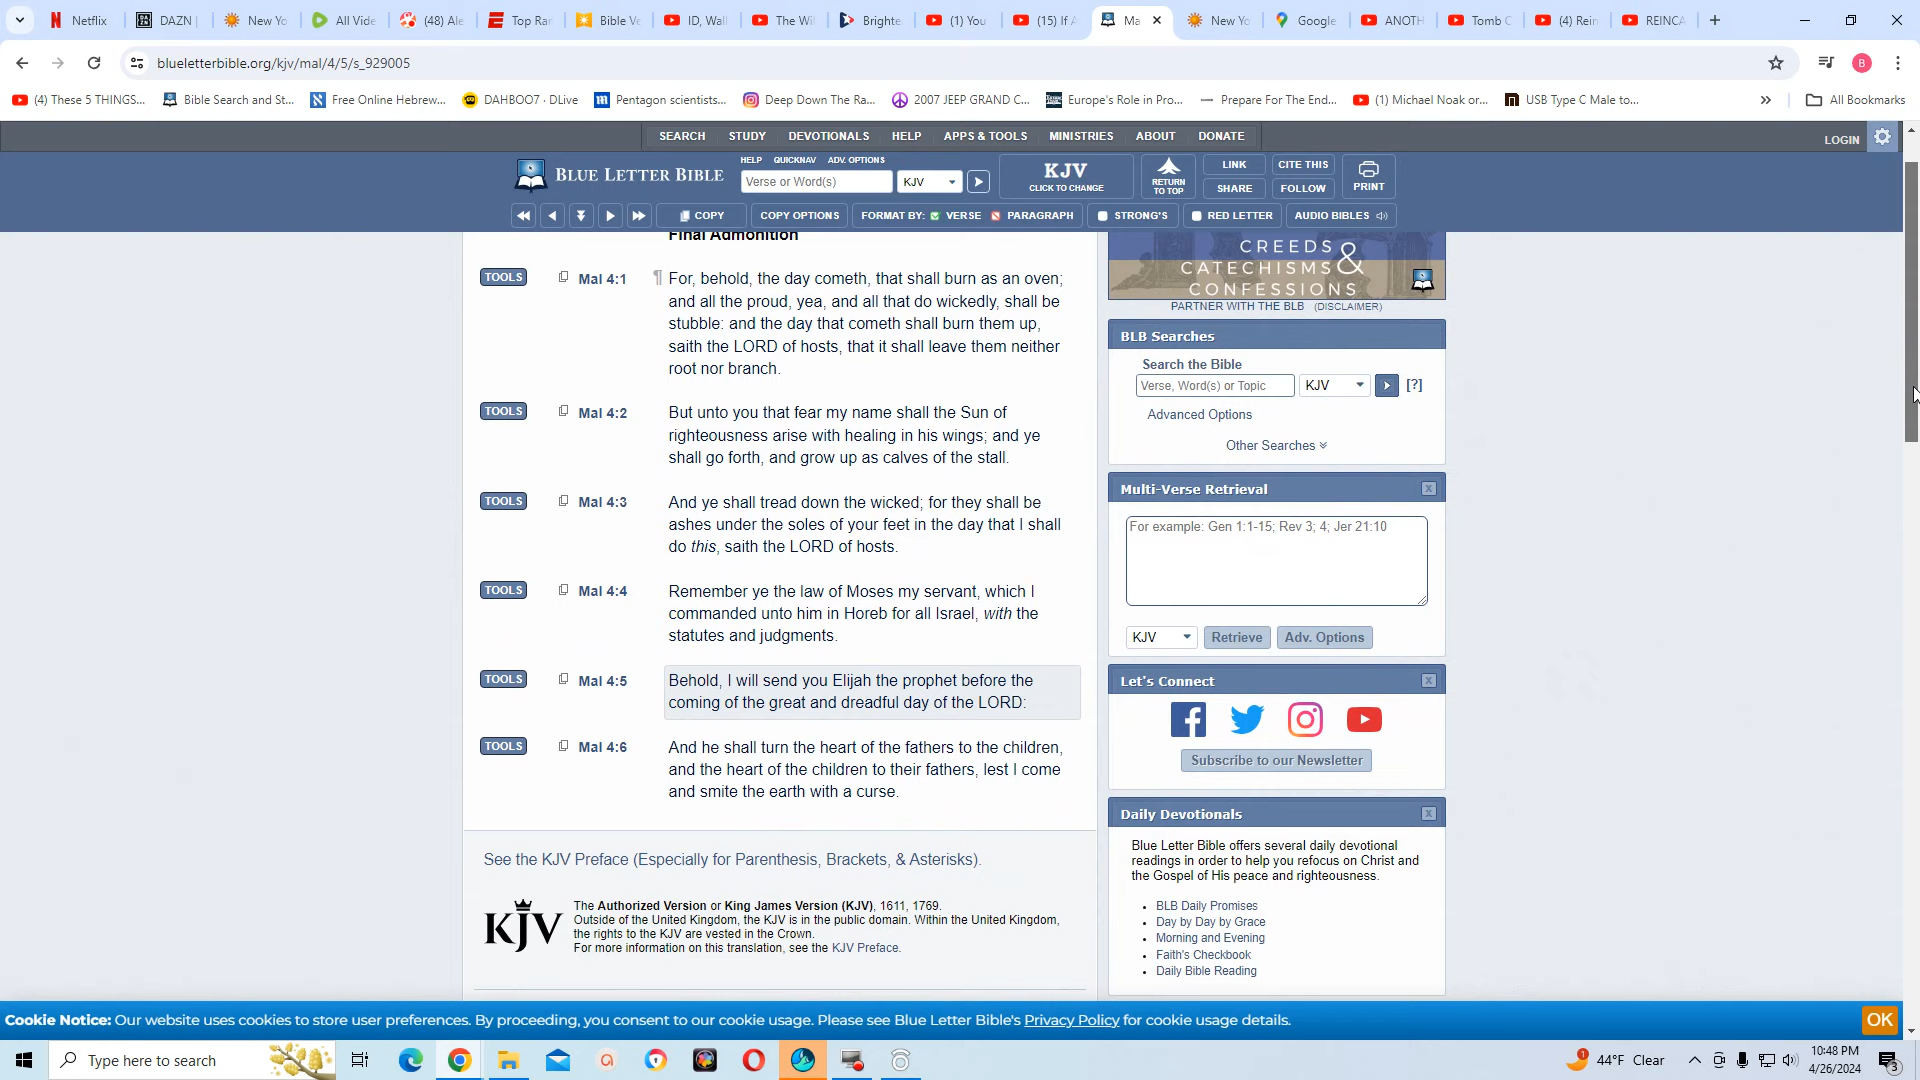 Netflix
DAZN |
New Yo
All Vide
(48) Ale
Top Ra
Bible Ve
ID, Wal
The Wi
Brighte
(1) You
(15) If A
Ma
New Yo
Google
ANOTH
Tomb C
(4) Rein
REINCA
blueletterbible.org/kjv/mal/4/5/s_929005
B
(4) These 5 THINGS...
Bible Search and St...
Free Online Hebrew...
DAHBOO7 · DLive
Pentagon scientists...
Deep Down The Ra...
2007 JEEP GRAND C...
Europe's Role in Pro...
Prepare For The End...
(1) Michael Noak or...
USB Type C Male to...
All Bookmarks
SEARCH STUDY DEVOTIONALS HELP APPS & TOOLS MINISTRIES ABOUT DONATE
LOGIN
BLUE LETTER BIBLE
HELP QUICKNAV ADV. OPTIONS
Verse or Word(s)
KJV
KJV
CLICK TO CHANGE
RETURN
TO TOP
LINK
CITE THIS
SHARE
FOLLOW
PRINT
COPY
COPY OPTIONS
FORMAT BY: VERSE PARAGRAPH
STRONG'S
RED LETTER
AUDIO BIBLES
Final Admonition
TOOLS Mal 4:1 ¶ For, behold, the day cometh, that shall burn as an oven;
and all the proud, yea, and all that do wickedly, shall be
stubble: and the day that cometh shall burn them up,
saith the LORD of hosts, that it shall leave them neither
root nor branch.
TOOLS Mal 4:2 But unto you that fear my name shall the Sun of
righteousness arise with healing in his wings; and ye
shall go forth, and grow up as calves of the stall.
TOOLS Mal 4:3 And ye shall tread down the wicked; for they shall be
ashes under the soles of your feet in the day that I shall
do this, saith the LORD of hosts.
TOOLS Mal 4:4 Remember ye the law of Moses my servant, which I
commanded unto him in Horeb for all Israel, with the
statutes and judgments.
TOOLS Mal 4:5 Behold, I will send you Elijah the prophet before the
coming of the great and dreadful day of the LORD:
TOOLS Mal 4:6 And he shall turn the heart of the fathers to the children,
and the heart of the children to their fathers, lest I come
and smite the earth with a curse.
See the KJV Preface (Especially for Parenthesis, Brackets, & Asterisks).
KJV
The Authorized Version or King James Version (KJV), 1611, 1769.
Outside of the United Kingdom, the KJV is in the public domain. Within the United Kingdom,
the rights to the KJV are vested in the Crown.
For more information on this translation, see the KJV Preface.
CREEDS
CATECHISMS &
CONFESSIONS
PARTNER WITH THE BLB (DISCLAIMER)
BLB Searches
Search the Bible
Verse, Word(s) or Topic
KJV
[?]
Advanced Options
Other Searches
Multi-Verse Retrieval
x
For example: Gen 1:1-15; Rev 3; 4; Jer 21:10
KJV
Retrieve
Adv. Options
Let's Connect
x
Subscribe to our Newsletter
Daily Devotionals
x
Blue Letter Bible offers several daily devotional
readings in order to help you refocus on Christ and
the Gospel of His peace and righteousness.
BLB Daily Promises
Day by Day by Grace
Morning and Evening
Faith's Checkbook
Daily Bible Reading
Cookie Notice: Our website uses cookies to store user preferences. By proceeding, you consent to our cookie usage. Please see Blue Letter Bible's Privacy Policy for cookie usage details.
OK
Type here to search
44°F Clear
10:48 PM
4/26/2024
3